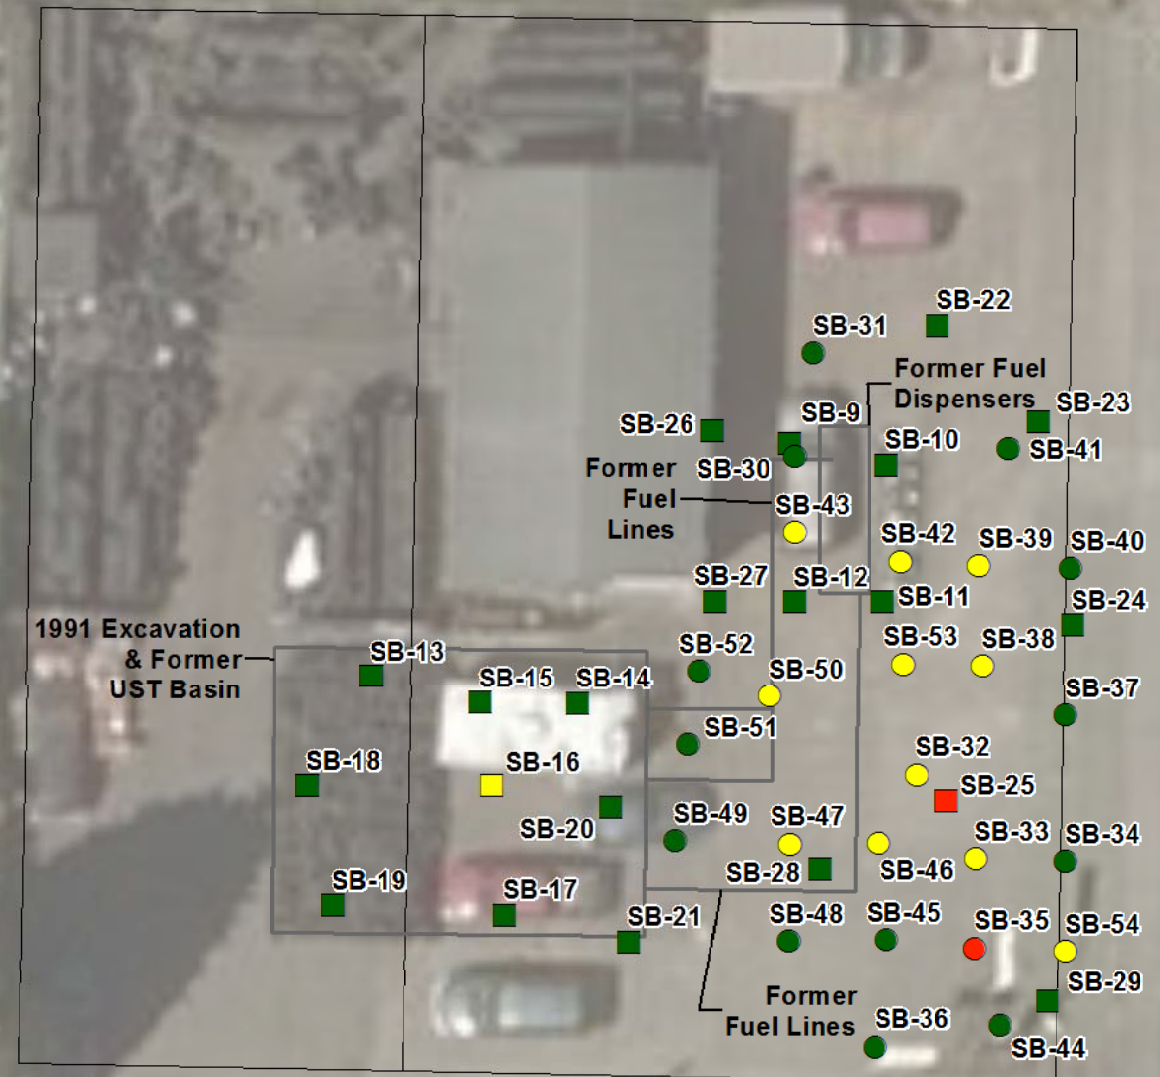 SB-22
SB-31
Former Fuel
Dispensers
SB-23
SB-9
SB-26
SB-10
SB-41
SB-30
Former
Fuel
Lines
SB-43
SB-42
SB-39
SB-40
SB-27
SB-12
SB-11
SB-24
1991 Excavation
& Former
UST Basin
SB-13
SB-52
SB-53
SB-38
SB-15
SB-14
SB-50
SB-37
SB-51
SB-18
SB-16
SB-32
SB-25
SB-20
SB-49
SB-47
SB-33
SB-34
SB-28
SB-46
SB-19
SB-17
SB-21
SB-48
SB-45
SB-35
SB-54
SB-29
Former
Fuel Lines
SB-36
SB-44